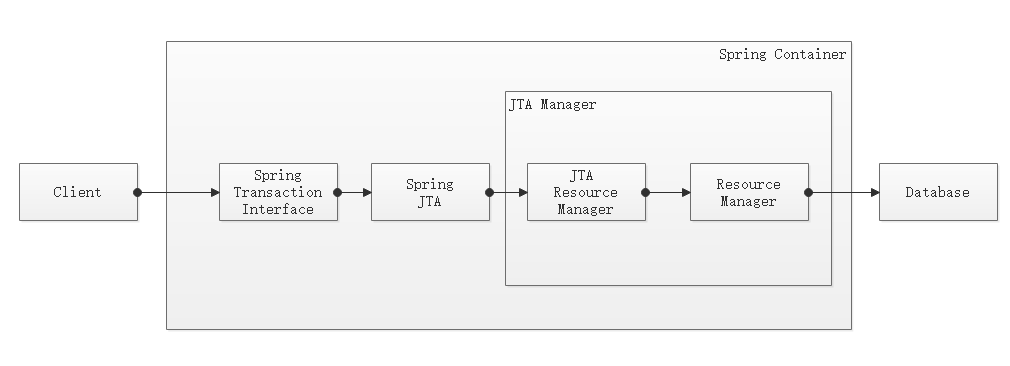 Spring Container
JTA Manager
Client
Spring
Transaction
Interface
Spring
JTA
JTA
Resource
Manager
Resource
Manager
Database